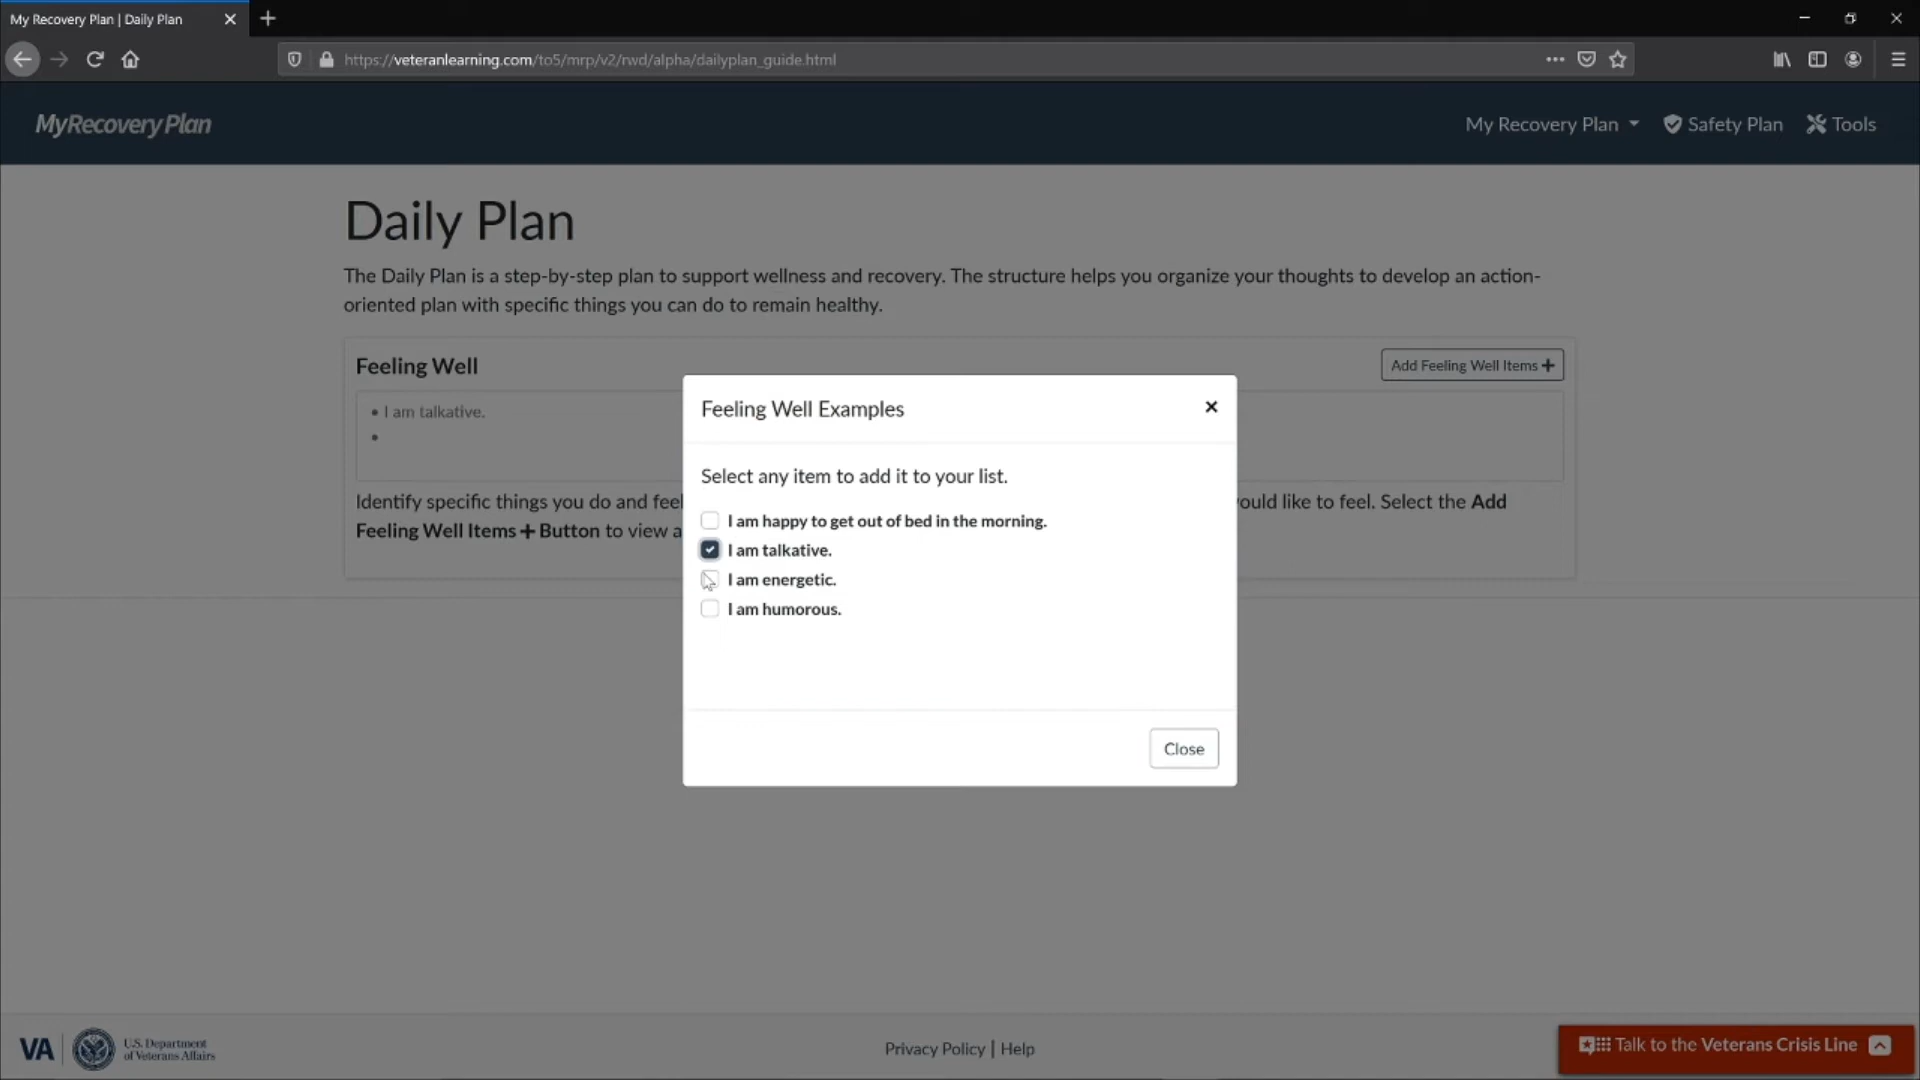 My Recovery Plan | Daily Plan
https://veteranlearning.com/to5/mrp/v2/rwd/alpha/dailyplan_guide.html
MyRecovery Plan
My Recovery Plan
Safety Plan
Tools
Daily Plan
The Daily Plan is a step-by-step plan to support wellness and recovery. The structure helps you organize your thoughts to develop an action-
oriented plan with specific things you can do to remain healthy.
Feeling Well
Add Feeling Well Items +
• I am talkative.
•
Identify specific things you do and feel
ould like to feel. Select the Add
Feeling Well Items + Button to view a
Feeling Well Examples
Select any item to add it to your list.
I am happy to get out of bed in the morning.
I am talkative.
I am energetic.
I am humorous.
Close
VA
U.S. Department
of Veterans Affairs
Privacy Policy | Help
Talk to the Veterans Crisis Line